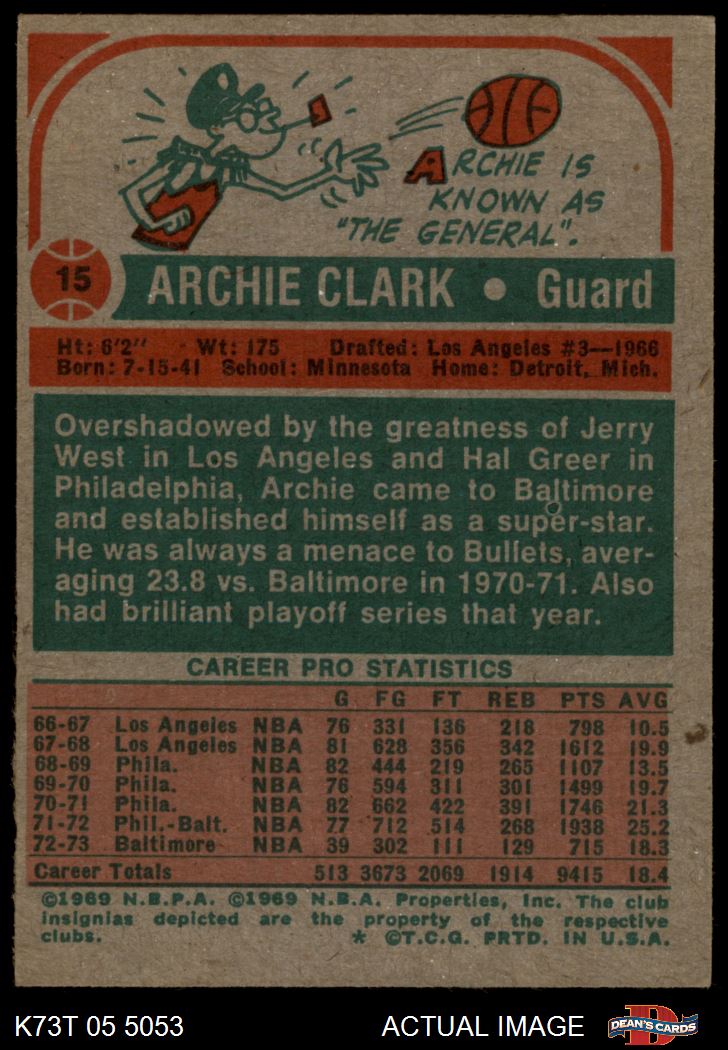 ARCHIE IS
KNOWN AS
"THE GENERAL".
15 ARCHIE CLARK • Guard
Ht: 6'2" Wt: 175 Drafted: Los Angeles #3—1966
Born: 7-15-41 School: Minnesota Home: Detroit, Mich.
Overshadowed by the greatness of Jerry
West in Los Angeles and Hal Greer in
Philadelphia, Archie came to Baltimore
and established himself as a super-star.
He was always a menace to Bullets, aver-
aging 23.8 vs. Baltimore in 1970-71. Also
had brilliant playoff series that year.
CAREER PRO STATISTICS
G FG FT REB PTS AVG
66-67 Los Angeles NBA 76 331 136 218 798 10.5
67-68 Los Angeles NBA 81 628 356 342 1612 19.9
68-69 Phila. NBA 82 444 219 265 1107 13.5
69-70 Phila. NBA 76 594 311 301 1499 19.7
70-71 Phila. NBA 82 662 422 391 1746 21.3
71-72 Phil.-Balt. NBA 77 712 514 268 1938 25.2
72-73 Baltimore NBA 39 302 111 129 715 18.3
Career Totals 513 3673 2069 1914 9415 18.4
©1969 N.B.P.A. ©1969 N.B.A. Properties, Inc. The club
insignias depicted are the property of the respective
clubs. * ©T.C.G. PRTD. IN U.S.A.
K73T 05 5053 ACTUAL IMAGE DEAN'S CARDS